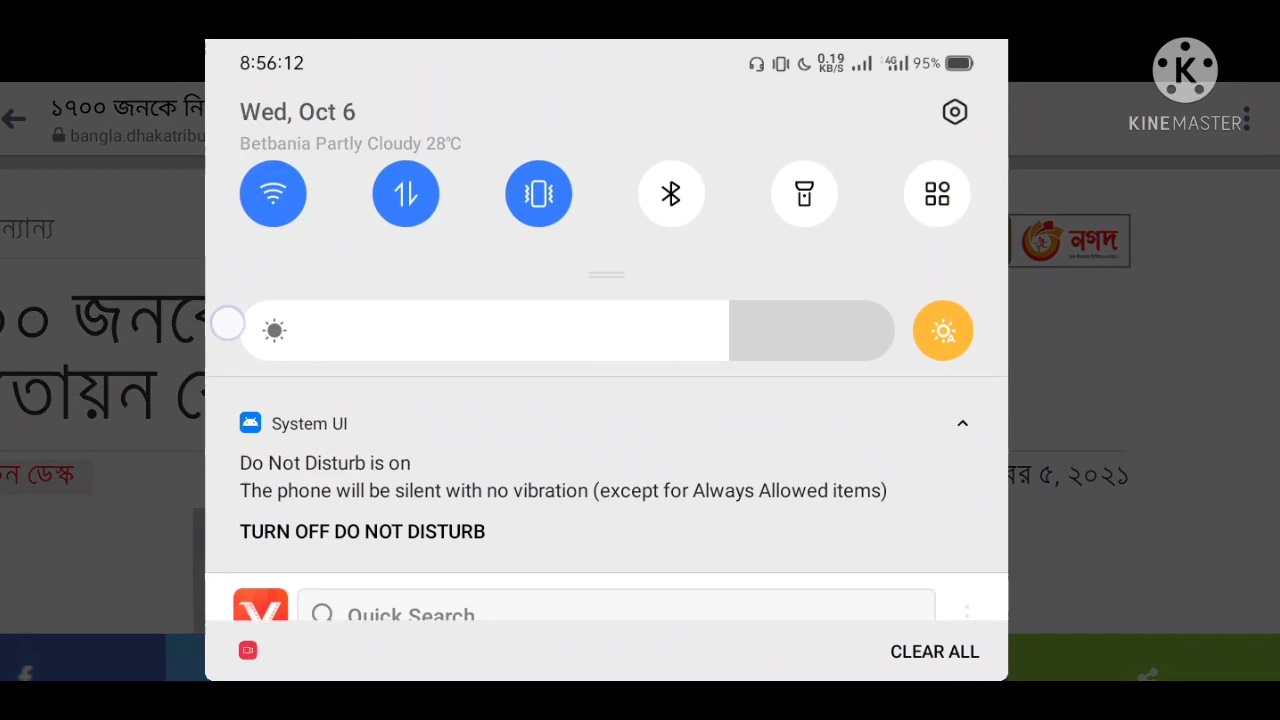 8:56:12
0.19
KB/S
4G
95%
K
KINEMASTER
Wed, Oct 6
Betbania Partly Cloudy 28°C
১৭০০ জনকে নি
bangla.dhakatribu
ন্যান্য
নগদ
০ জনকে
তায়ন
A
System UI
Do Not Disturb is on
The phone will be silent with no vibration (except for Always Allowed items)
ন ডেস্ক
বর ৫, ২০২১
TURN OFF DO NOT DISTURB
Quick Search
CLEAR ALL